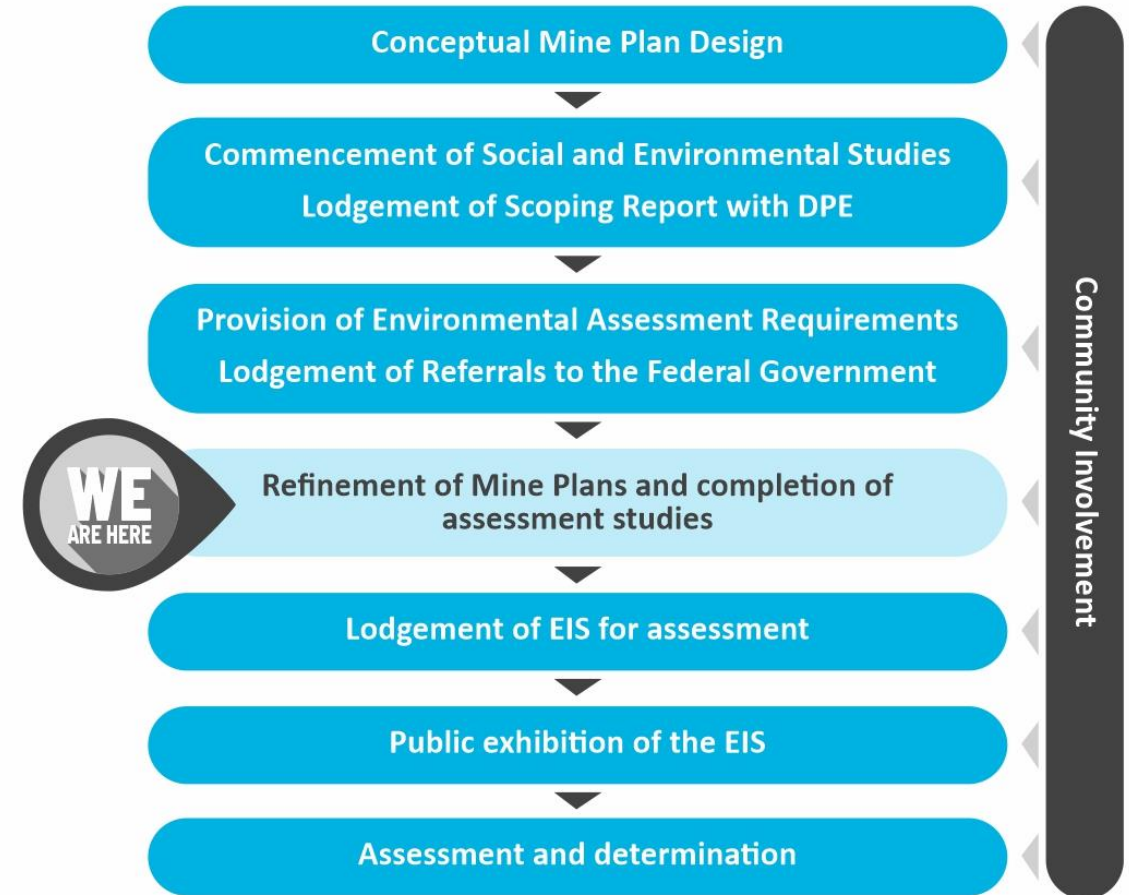 Conceptual Mine Plan Design
Commencement of Social and Environmental Studies
Lodgement of Scoping Report with DPE
Provision of Environmental Assessment Requirements
Lodgement of Referrals to the Federal Government
WE
ARE HERE
Refinement of Mine Plans and completion of
assessment studies
Lodgement of EIS for assessment
Public exhibition of the EIS
Assessment and determination
Community Involvement